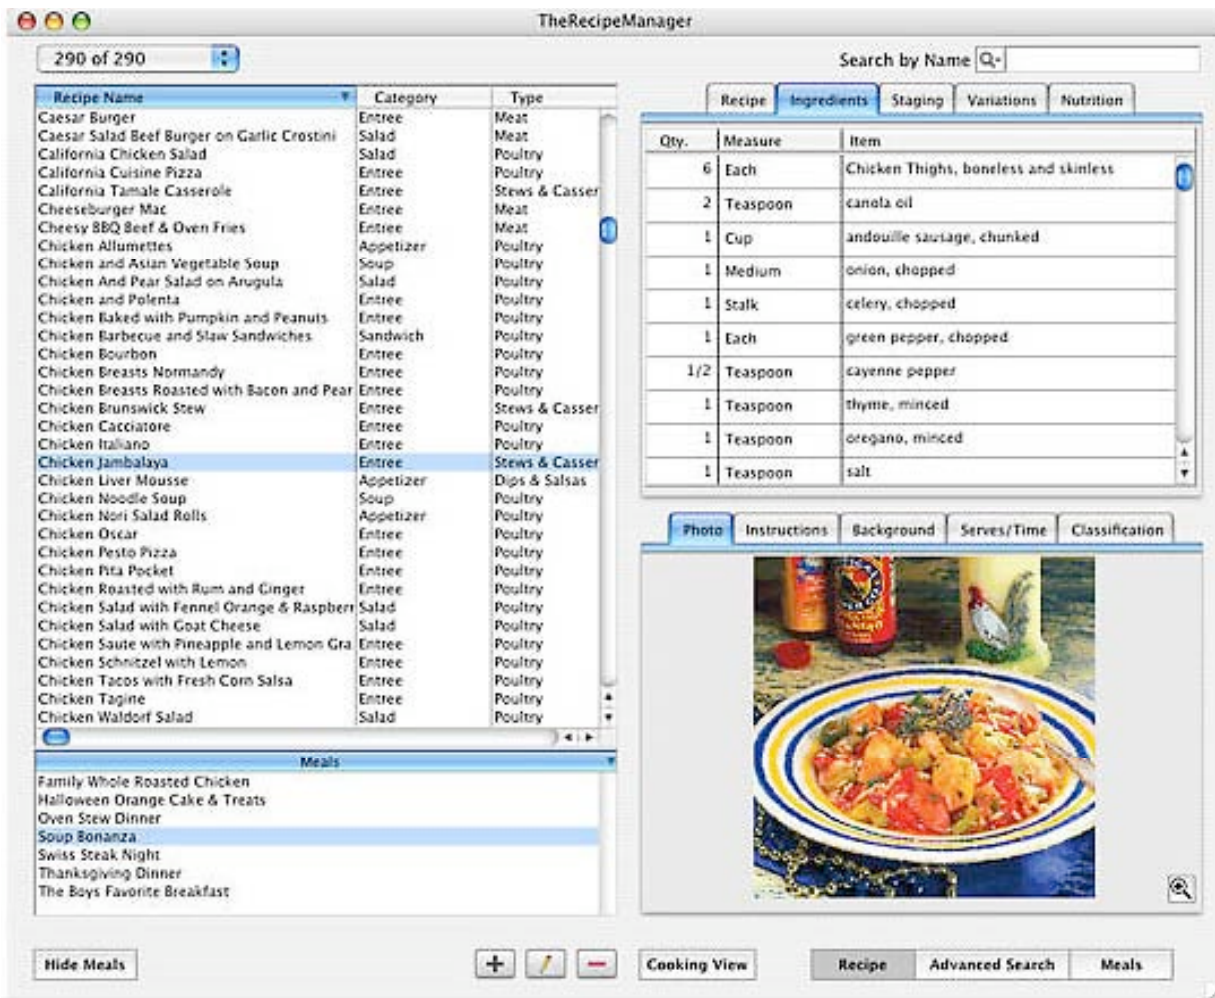 TheRecipeManager
290 of 290
Search by Name
Recipe Name Category Type
Caesar Burger Entree Meat
Caesar Salad Beef Burger on Garlic Crostini Salad Meat
California Chicken Salad Salad Poultry
California Cuisine Pizza Entree Poultry
California Tamale Casserole Entree Stews & Casser
Cheeseburger Mac Entree Meat
Cheesy BBQ Beef & Oven Fries Entree Meat
Chicken Allumettes Appetizer Poultry
Chicken and Asian Vegetable Soup Soup Poultry
Chicken And Pear Salad on Arugula Salad Poultry
Chicken and Polenta Entree Poultry
Chicken Baked with Pumpkin and Peanuts Entree Poultry
Chicken Barbecue and Slaw Sandwiches Sandwich Poultry
Chicken Bourbon Entree Poultry
Chicken Breasts Normandy Entree Poultry
Chicken Breasts Roasted with Bacon and Pear Entree Poultry
Chicken Brunswick Stew Entree Stews & Casser
Chicken Cacciatore Entree Poultry
Chicken Italiano Entree Poultry
Chicken Jambalaya Entree Stews & Casser
Chicken Liver Mousse Appetizer Dips & Salsas
Chicken Noodle Soup Soup Poultry
Chicken Nori Salad Rolls Appetizer Poultry
Chicken Oscar Entree Poultry
Chicken Pesto Pizza Entree Poultry
Chicken Pita Pocket Entree Poultry
Chicken Roasted with Rum and Ginger Entree Poultry
Chicken Salad with Fennel Orange & Raspberr Salad Poultry
Chicken Salad with Goat Cheese Salad Poultry
Chicken Saute with Pineapple and Lemon Gra Entree Poultry
Chicken Schnitzel with Lemon Entree Poultry
Chicken Tacos with Fresh Corn Salsa Entree Poultry
Chicken Tagine Entree Poultry
Chicken Waldorf Salad Salad Poultry
Meals
Family Whole Roasted Chicken
Halloween Orange Cake & Treats
Oven Stew Dinner
Soup Bonanza
Swiss Steak Night
Thanksgiving Dinner
The Boys Favorite Breakfast
Recipe Ingredients Staging Variations Nutrition
Qty. Measure Item
6 Each Chicken Thighs, boneless and skinless
2 Teaspoon canola oil
1 Cup andouille sausage, chunked
1 Medium onion, chopped
1 Stalk celery, chopped
1 Each green pepper, chopped
1/2 Teaspoon cayenne pepper
1 Teaspoon thyme, minced
1 Teaspoon oregano, minced
1 Teaspoon salt
Photo Instructions Background Serves/Time Classification
Hide Meals
Cooking View
Recipe Advanced Search Meals